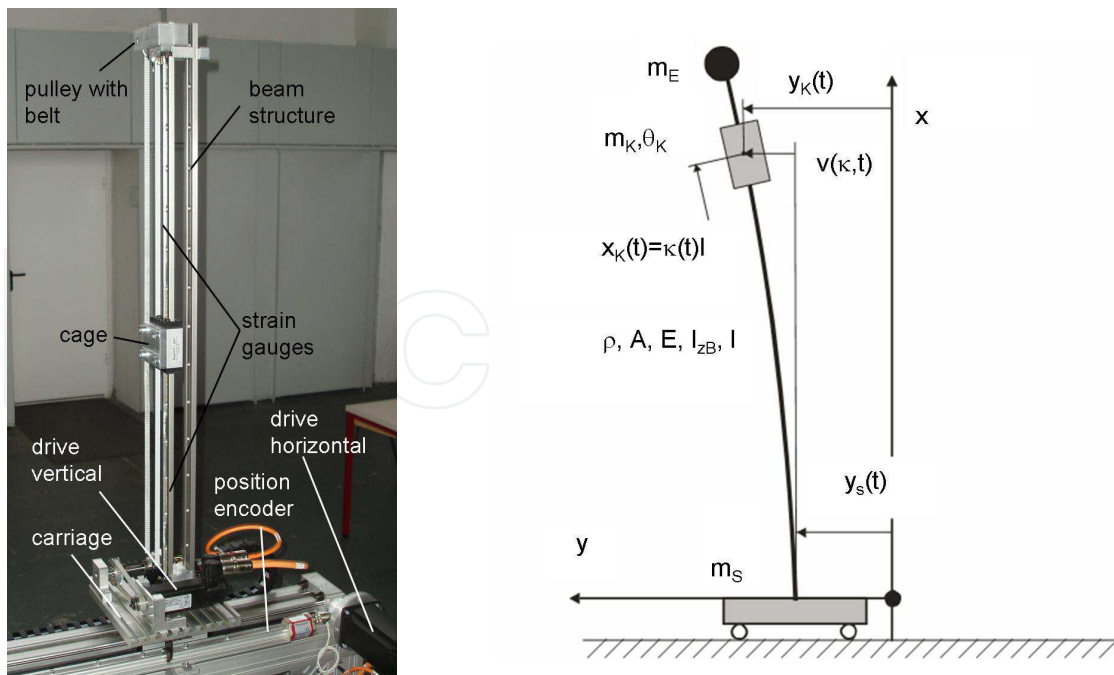 pulley with
belt
beam
structure
cage
strain
gauges
drive
vertical
drive
horizontal
position
encoder
carriage
m_E
y_K(t)
x
m_K,θ_K
v(κ,t)
x_K(t)=κ(t)l
ρ, A, E, I_zB, l
y_s(t)
y
m_S
C